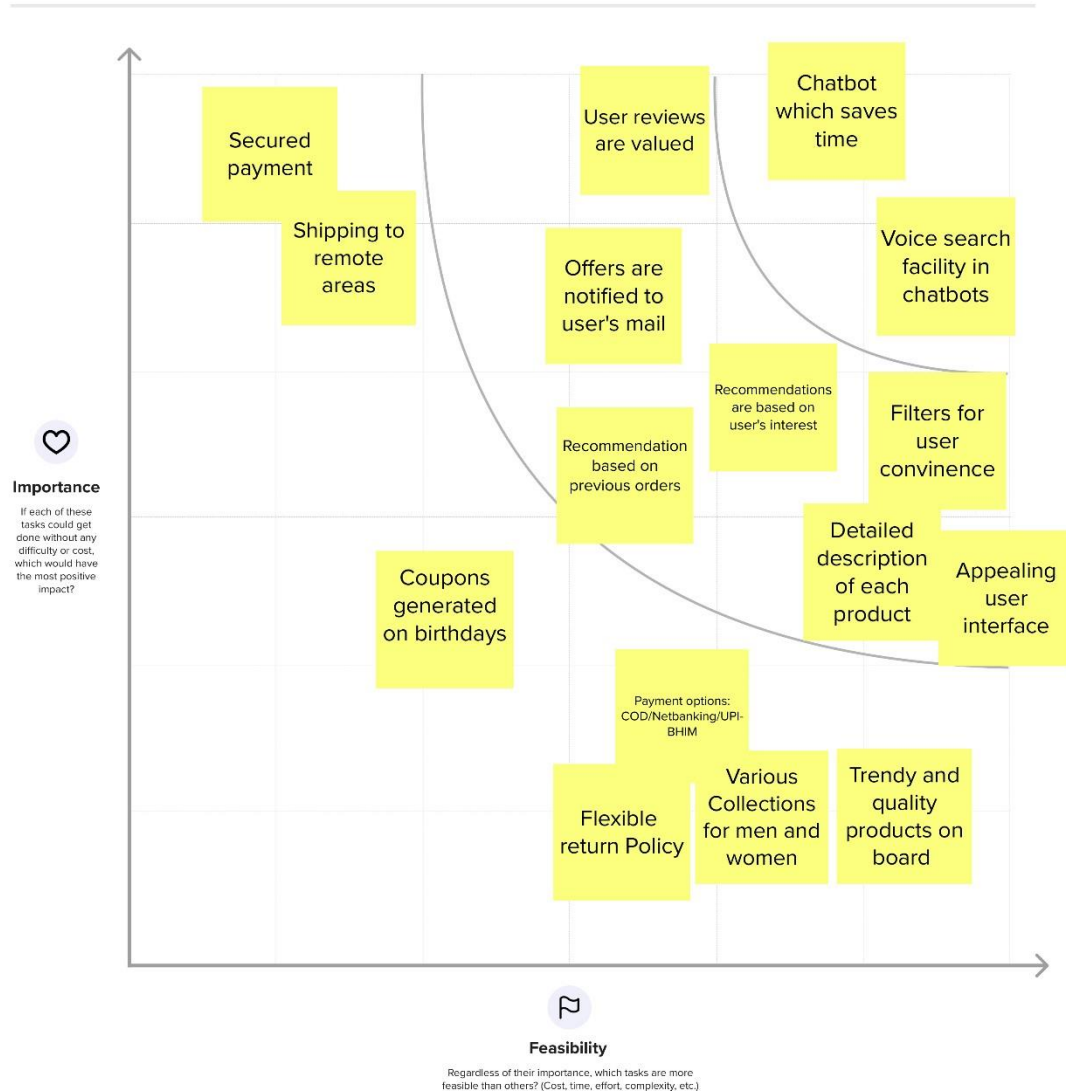 Secured
payment
Shipping to
remote
areas
User reviews
are valued
Chatbot
which saves
time
Voice search
facility in
chatbots
Offers are
notified to
user's mail
Recommendations
are based on
user's interest
Filters for
user
convinence
Recommendation
based on
previous orders
Detailed
description
of each
product
Appealing
user
interface
Coupons
generated
on birthdays
Payment options:
COD/Netbanking/UPI-
BHIM
Flexible
return Policy
Various
Collections
for men and
women
Trendy and
quality
products on
board
Importance
If each of these
tasks could get
done without any
difficulty or cost,
which would have
the most positive
impact?
Feasibility
Regardless of their importance, which tasks are more
feasible than others? (Cost, time, effort, complexity, etc.)